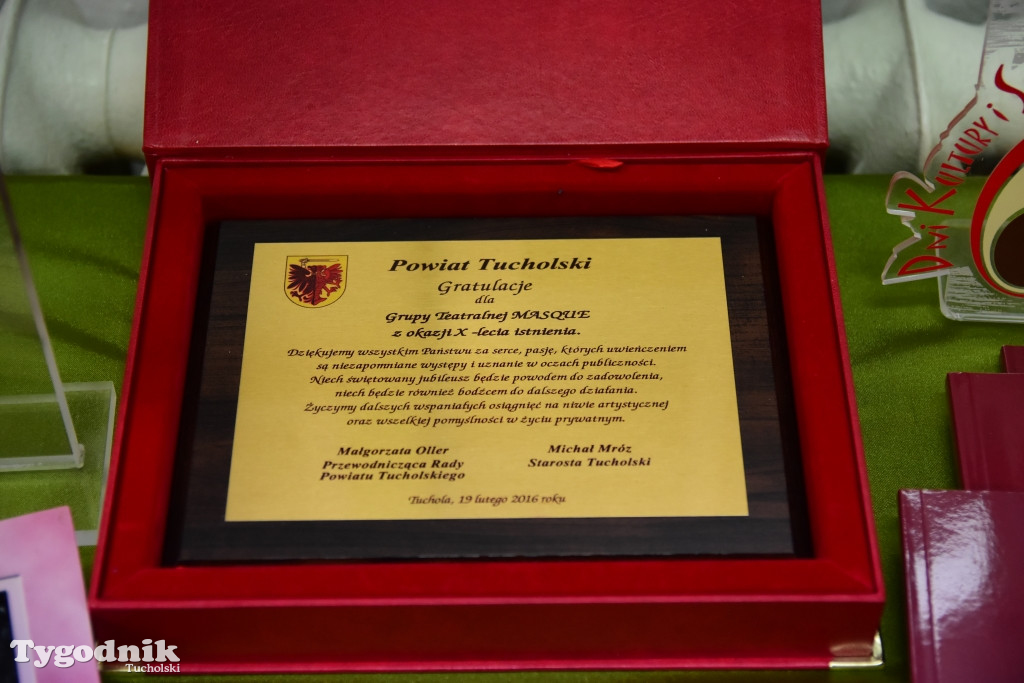 Powiat Tucholski
Gratulacje
dla
Grupy Teatralnej MASQUE
z okazji X -lecia istnienia.
Dziękujemy wszystkim Państwu za serce, pasję, których uwieńczeniem
są niezapomniane występy i uznanie w oczach publiczności.
Niech świętowany jubileusz będzie powodem do zadowolenia,
niech będzie również bodźcem do dalszego działania.
Życzymy dalszych wspaniałych osiągnięć na niwie artystycznej
oraz wszelkiej pomyślności w życiu prywatnym.
Małgorzata Oller
Przewodnicząca Rady
Powiatu Tucholskiego
Michał Mróz
Starosta Tucholski
Tuchola, 19 lutego 2016 roku
Dni Kultury i
Tygodnik
Tucholski